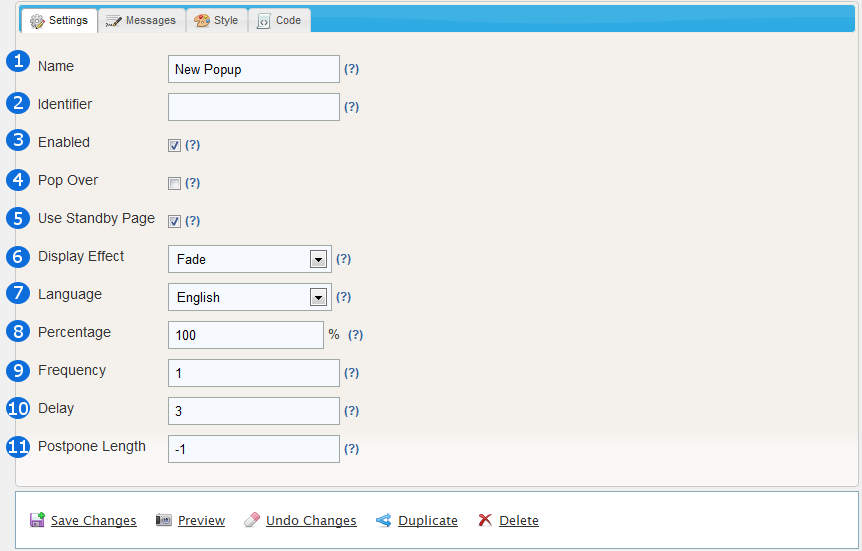 Settings Messages Style Code
1 Name New Popup (?)
2 Identifier (?)
3 Enabled (?)
4 Pop Over (?)
5 Use Standby Page (?)
6 Display Effect Fade (?)
7 Language English (?)
8 Percentage 100 % (?)
9 Frequency 1 (?)
10 Delay 3 (?)
11 Postpone Length -1 (?)
Save Changes Preview Undo Changes Duplicate Delete